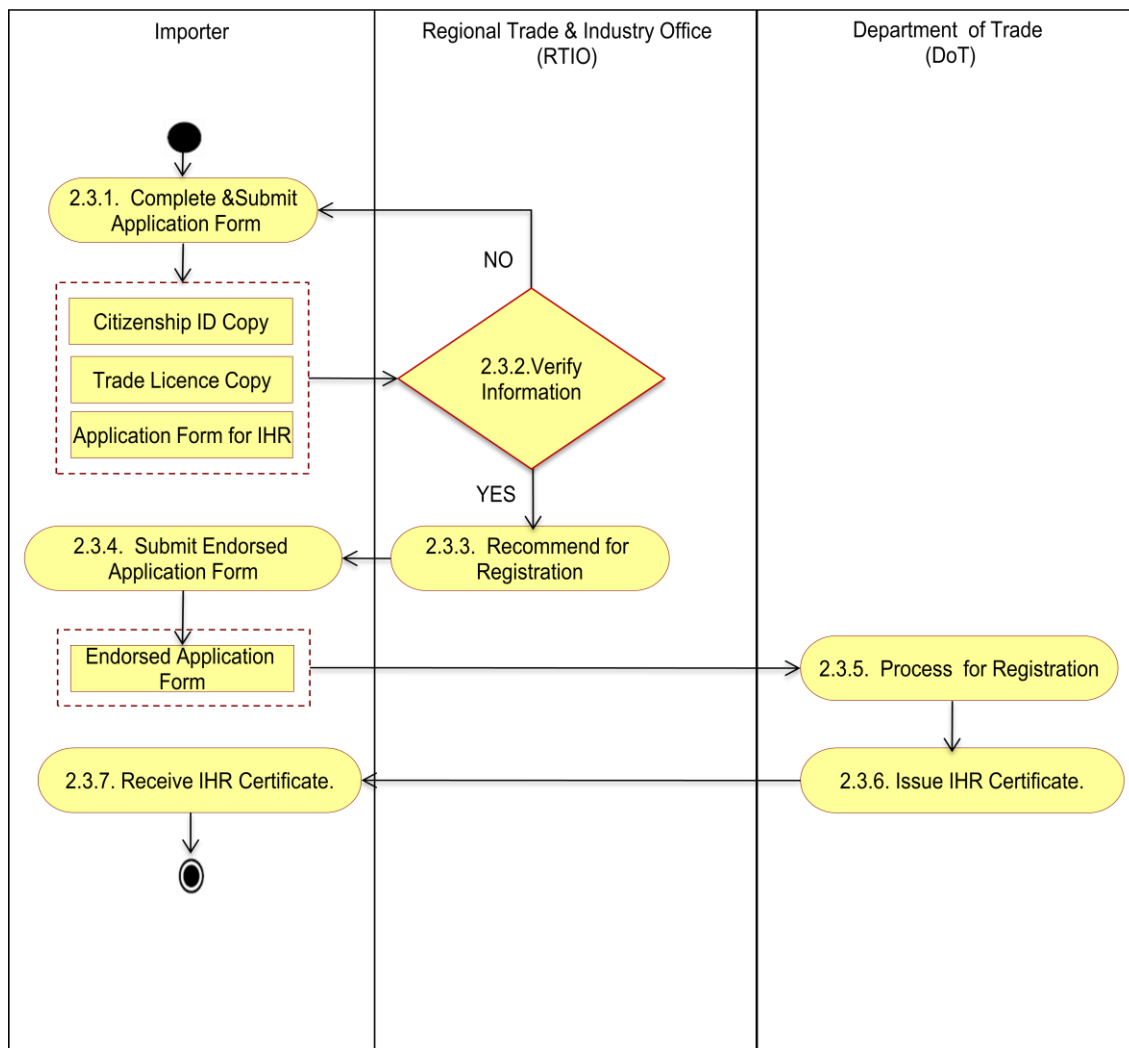 Importer
Regional Trade & Industry Office
(RTIO)
Department of Trade
(DoT)
2.3.1. Complete &Submit
Application Form
NO
Citizenship ID Copy
Trade Licence Copy
Application Form for IHR
2.3.2.Verify
Information
YES
2.3.4. Submit Endorsed
Application Form
2.3.3. Recommend for
Registration
Endorsed Application
Form
2.3.5. Process for Registration
2.3.7. Receive IHR Certificate.
2.3.6. Issue IHR Certificate.